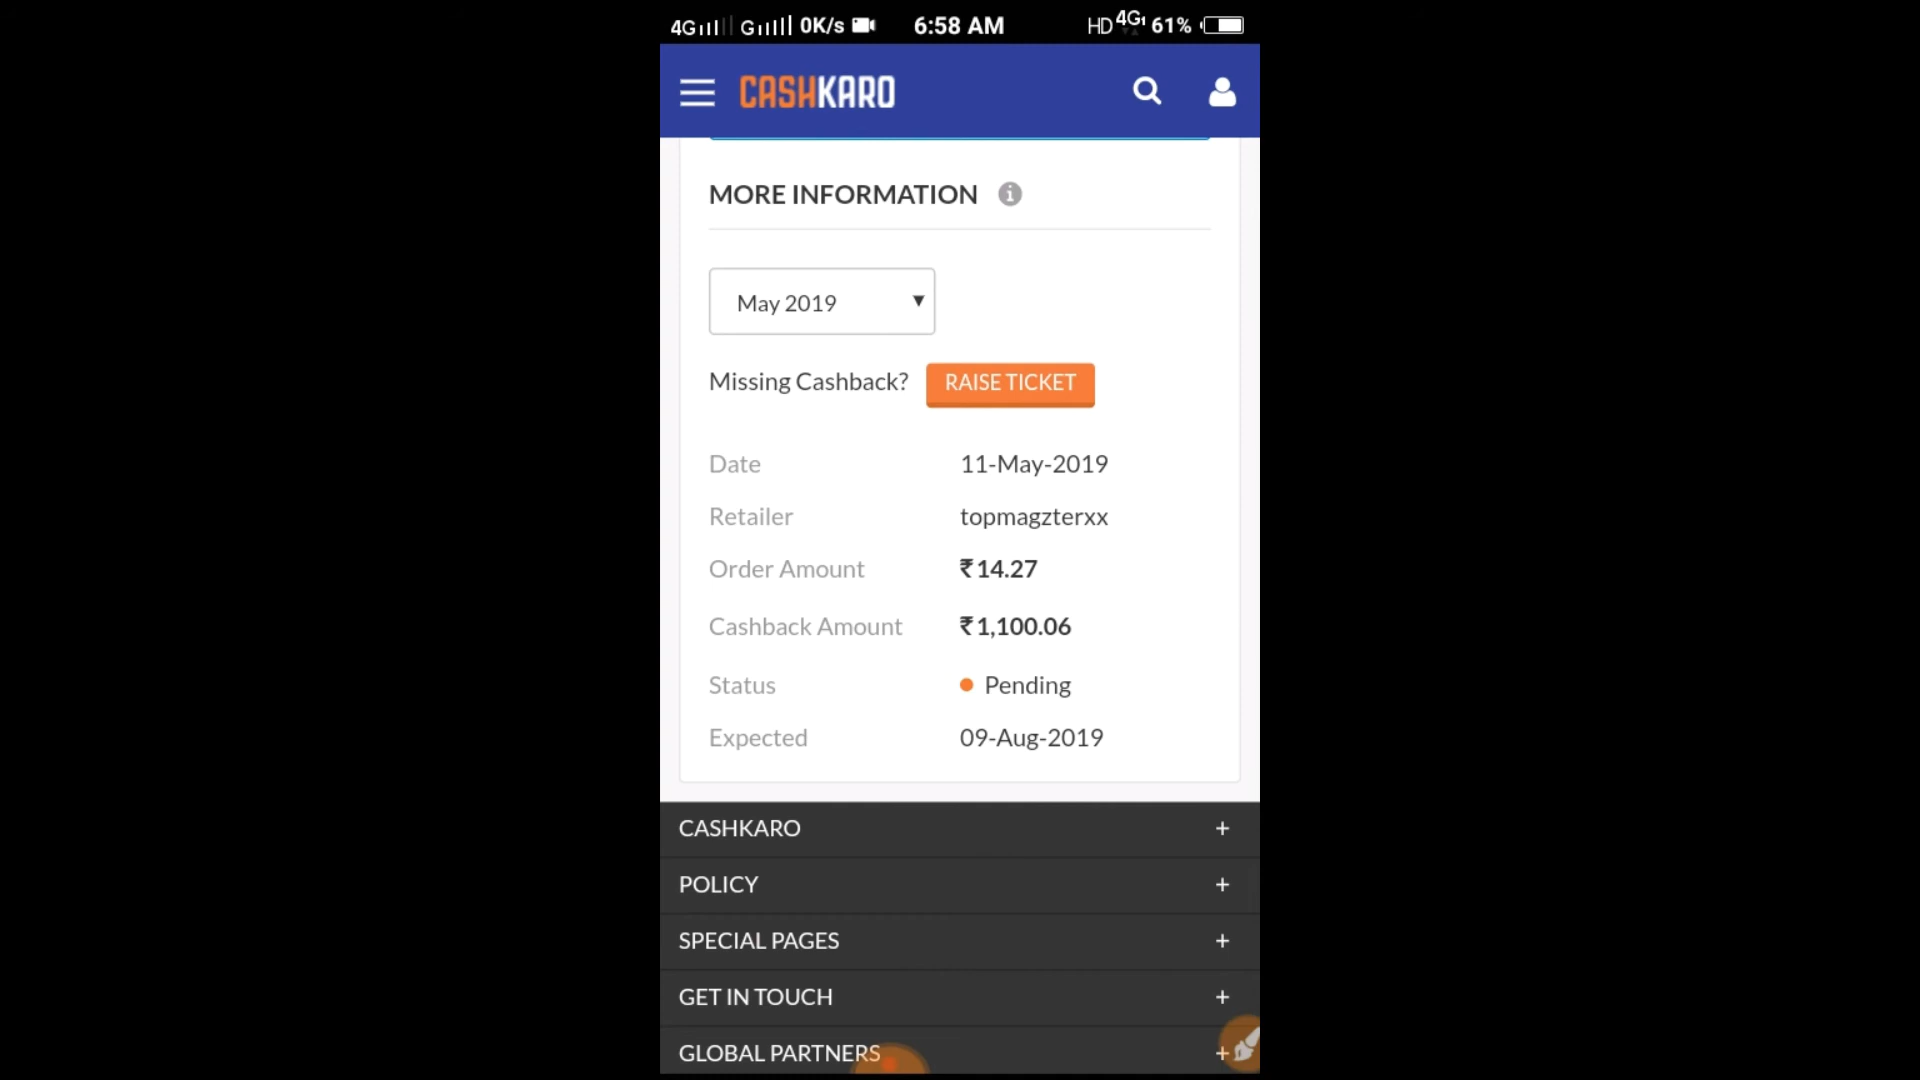 4G G 0K/s 6:58 AM HD 4G 61%
CASHKARO
MORE INFORMATION
May 2019
Missing Cashback? RAISE TICKET
Date 11-May-2019
Retailer topmagzterxx
Order Amount ₹14.27
Cashback Amount ₹1,100.06
Status Pending
Expected 09-Aug-2019
CASHKARO +
POLICY +
SPECIAL PAGES +
GET IN TOUCH +
GLOBAL PARTNERS +